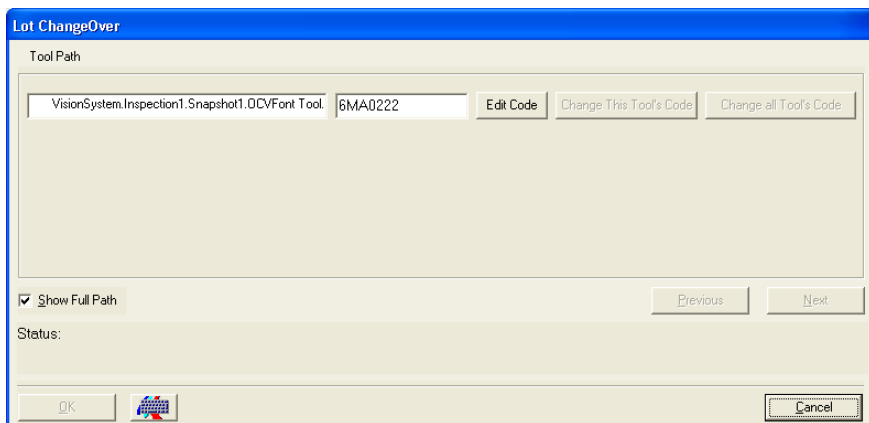 Lot ChangeOver
Tool Path
VisionSystem.Inspection1.Snapshot1.OCVFont Tool. 6MA0222 Edit Code Change This Tool's Code Change all Tool's Code
Show Full Path Previous Next
Status:
OK Cancel